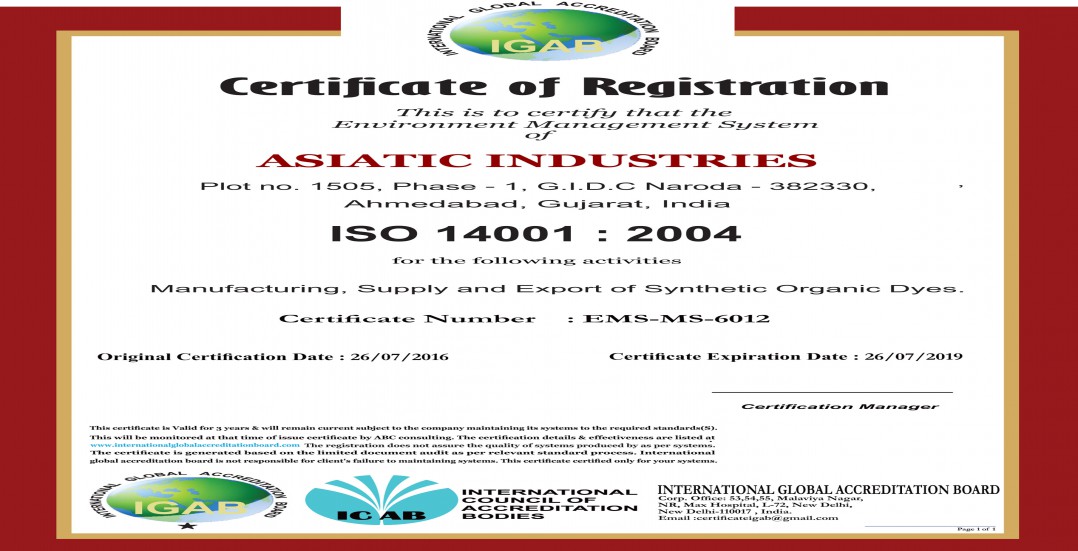 INTERNATIONAL GLOBAL ACCREDITATION BOARD
IGAB
Certificate of Registration
This is to certify that the
Environment Management System
of
ASIATIC INDUSTRIES
Plot no. 1505, Phase - 1, G.I.D.C Naroda - 382330, ,
Ahmedabad, Gujarat, India
ISO 14001 : 2004
for the following activities
Manufacturing, Supply and Export of Synthetic Organic Dyes.
Certificate Number : EMS-MS-6012
Original Certification Date : 26/07/2016 Certificate Expiration Date : 26/07/2019
Certification Manager
This certificate is Valid for 3 years & will remain current subject to the company maintaining its systems to the required standards(S).
This will be monitored at that time of issue certificate by ABC consulting. The certification details & effectiveness are listed at
www.internationalglobalaccreditationboard.com The registration does not assure the quality of systems produced by as per systems.
The certificate is generated based on the limited document audit as per relevant standard process. International
global accreditation board is not responsible for client's failure to maintaining systems. This certificate certified only for your systems.
INTERNATIONAL GLOBAL ACCREDITATION BOARD
IGAB
ICAB
INTERNATIONAL
COUNCIL OF
ACCREDITATION
BODIES
INTERNATIONAL GLOBAL ACCREDITATION BOARD
Corp. Office: 53,54,55, Malaviya Nagar,
NR, Max Hospital, L-72, New Delhi,
New Delhi-110017 , India.
Email :certificateigab@gmail.com
Page 1 of 1